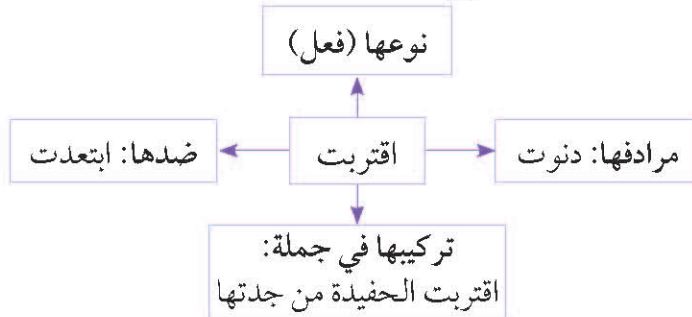 نوعها (فعل)
مرادفها: دنوت
اقتربت
ضدها: ابتعدت
تركيبها في جملة:
اقتربت الحفيدة من جدتها